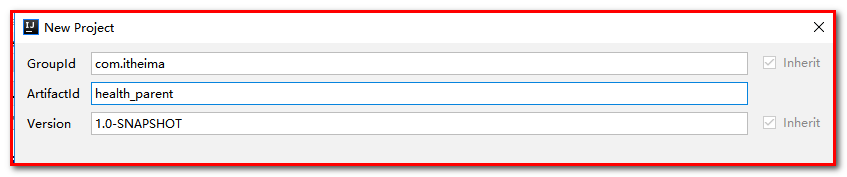 New Project
GroupId com.itheima Inherit
ArtifactId health_parent
Version 1.0-SNAPSHOT Inherit